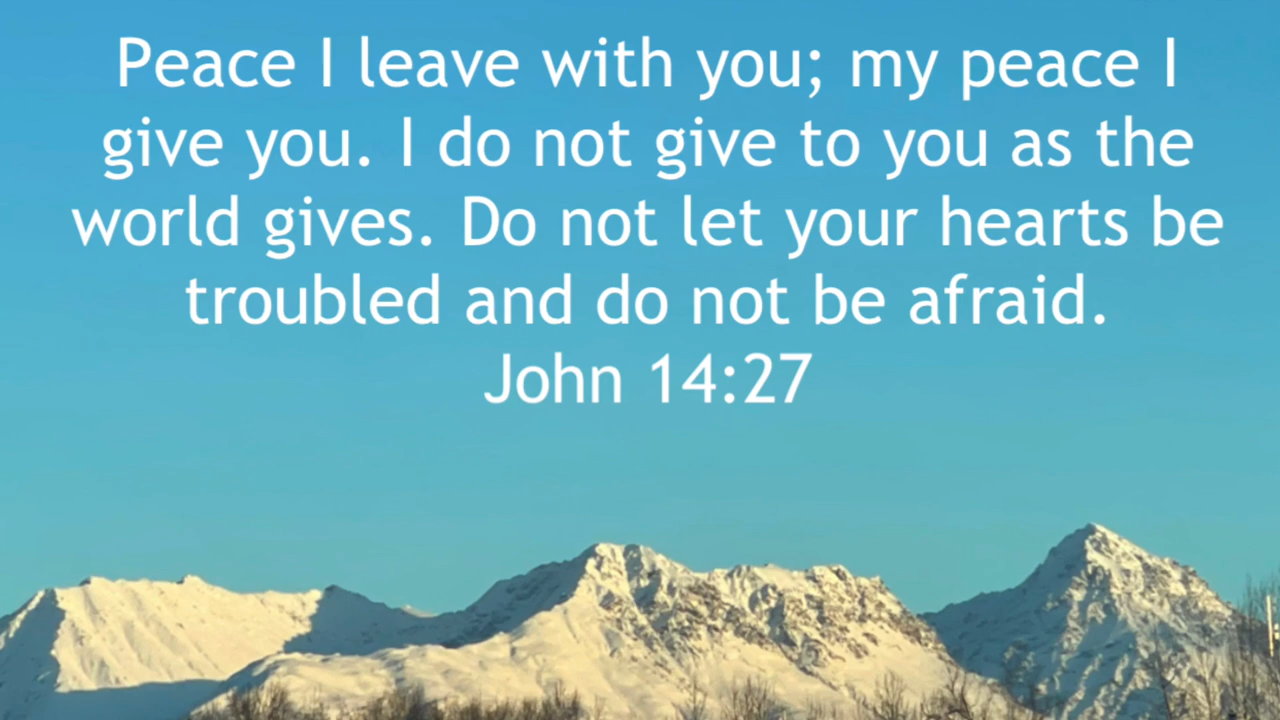 Peace I leave with you; my peace I
give you. I do not give to you as the
world gives. Do not let your hearts be
troubled and do not be afraid.
John 14:27